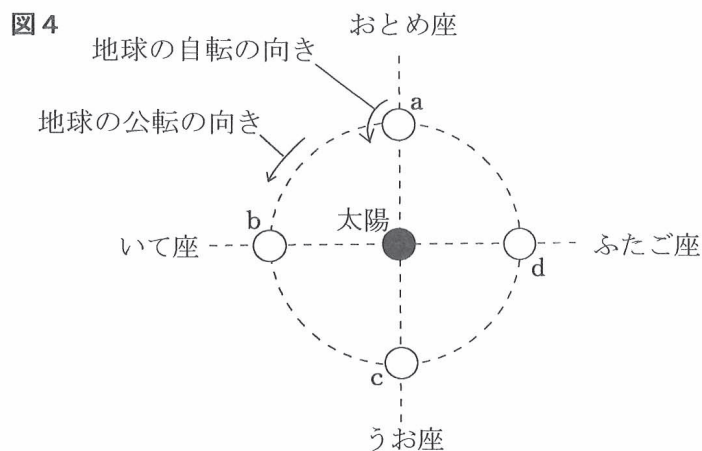 図4
おとめ座
地球の自転の向き
a
地球の公転の向き
b
太陽
いて座
ふたご座
d
c
うお座